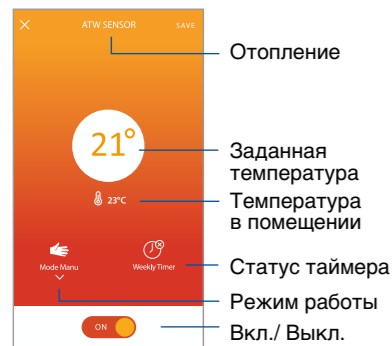 ATW SENSOR SAVE
Отопление
21°
Заданная
температура
23°C
Температура
в помещении
Mode Manu
Weekly Timer
Статус таймера
Режим работы
ON
Вкл./ Выкл.